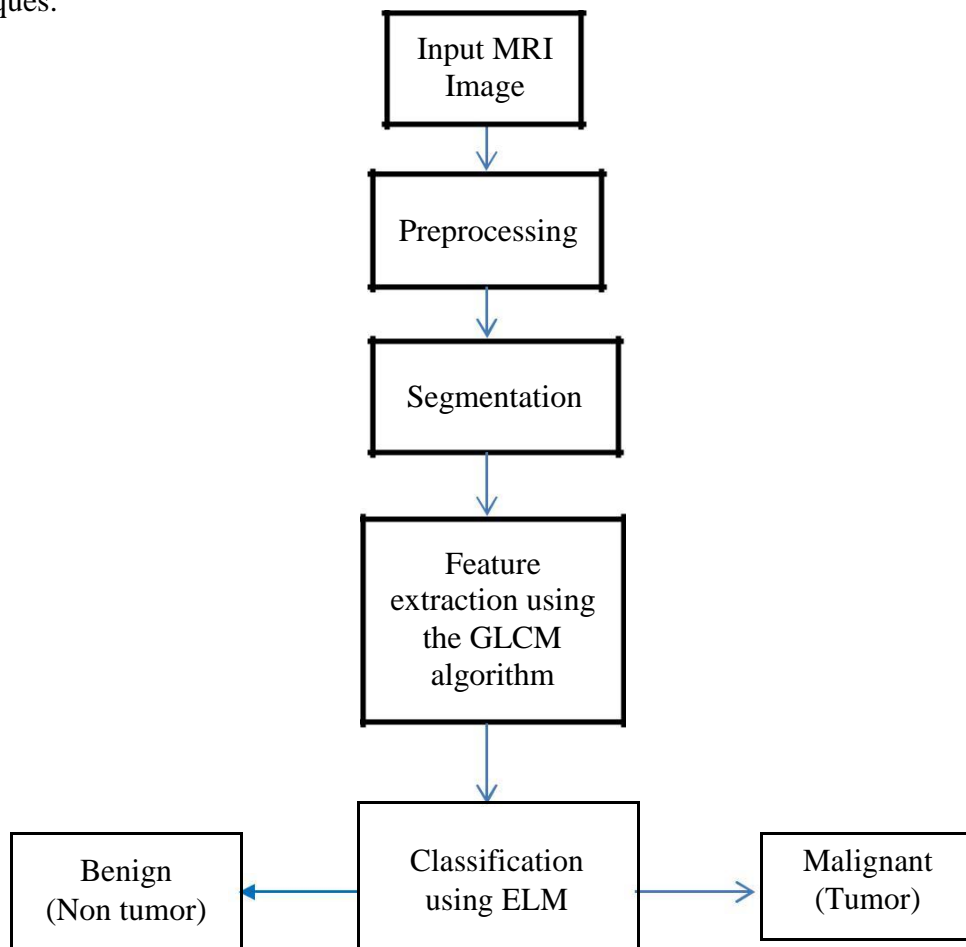 ques.
Input MRI
Image
Preprocessing
Segmentation
Feature
extraction using
the GLCM
algorithm
Benign
(Non tumor)
Classification
using ELM
Malignant
(Tumor)